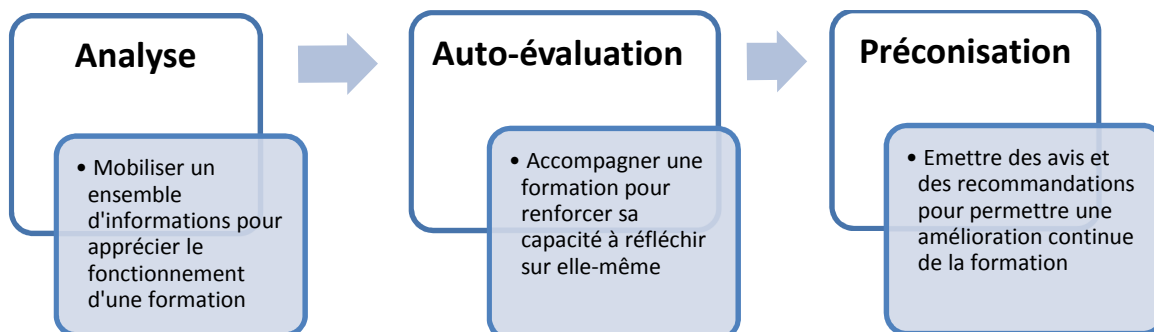 Analyse
• Mobiliser un
ensemble
d'informations pour
apprécier le
fonctionnement
d'une formation
Auto-évaluation
• Accompagner une
formation pour
renforcer sa
capacité à réfléchir
sur elle-même
Préconisation
• Emettre des avis et
des recommandations
pour permettre une
amélioration continue
de la formation